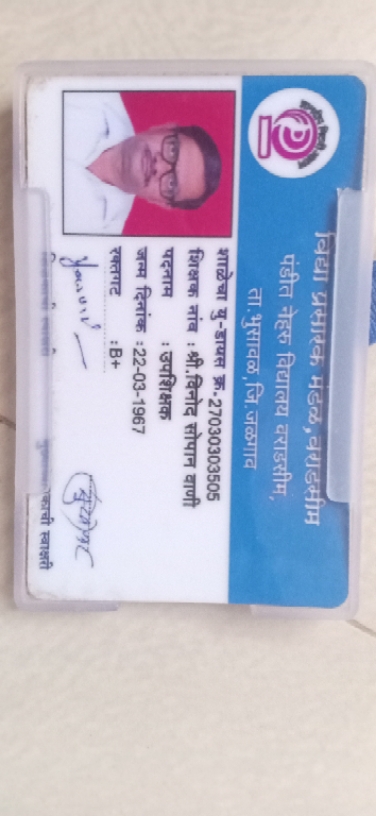 विद्या प्रसारक मंडळ,वराडसीम
पंडीत नेहरु विद्यालय वराडसीम,
ता.भुसावळ,जि.जळगाव
शाळेचा यु-डायस क्र.27030303505
शिक्षक नांव : श्री.विनोद सोपान वाणी
पदनाम : उपशिक्षक
जन्म दिनांक :22-03-1967
रक्तगट :B+